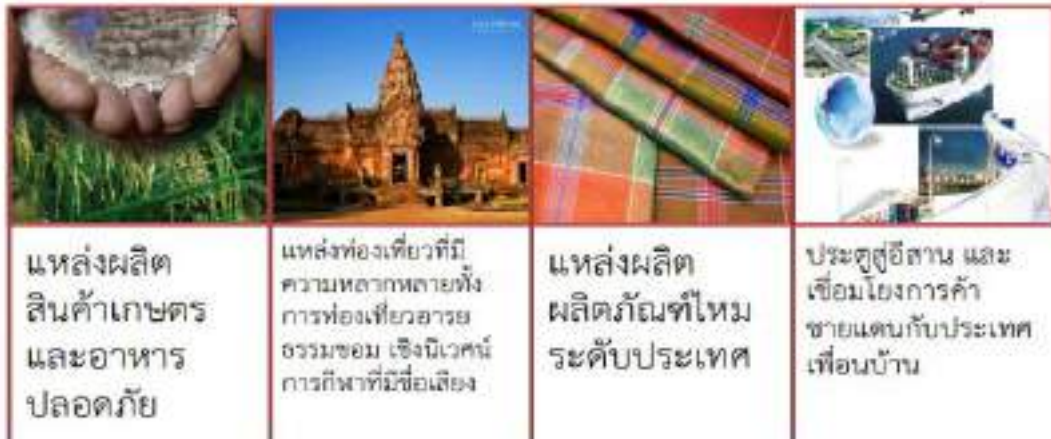 แหล่งผลิต
สินค้าเกษตร
และอาหาร
ปลอดภัย
แหล่งท่องเที่ยวที่มี
ความหลากหลายทั้ง
การท่องเที่ยวอารย
ธรรมขอม เชิงนิเวศน์
การกีฬาที่มีชื่อเสียง
แหล่งผลิต
ผลิตภัณฑ์ไหม
ระดับประเทศ
ประตูสู่อีสาน และ
เชื่อมโยงการค้า
ชายแดนกับประเทศ
เพื่อนบ้าน